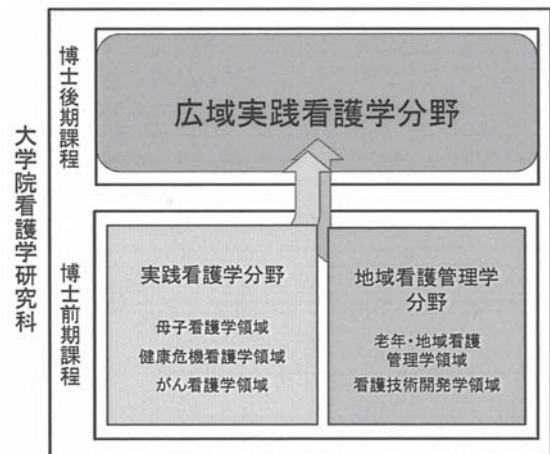 大学院看護学研究科
博士後期課程
広域実践看護学分野
博士前期課程
実践看護学分野
母子看護学領域
健康危機看護学領域
がん看護学領域
地域看護管理学
分野
老年・地域看護
管理学領域
看護技術開発学領域